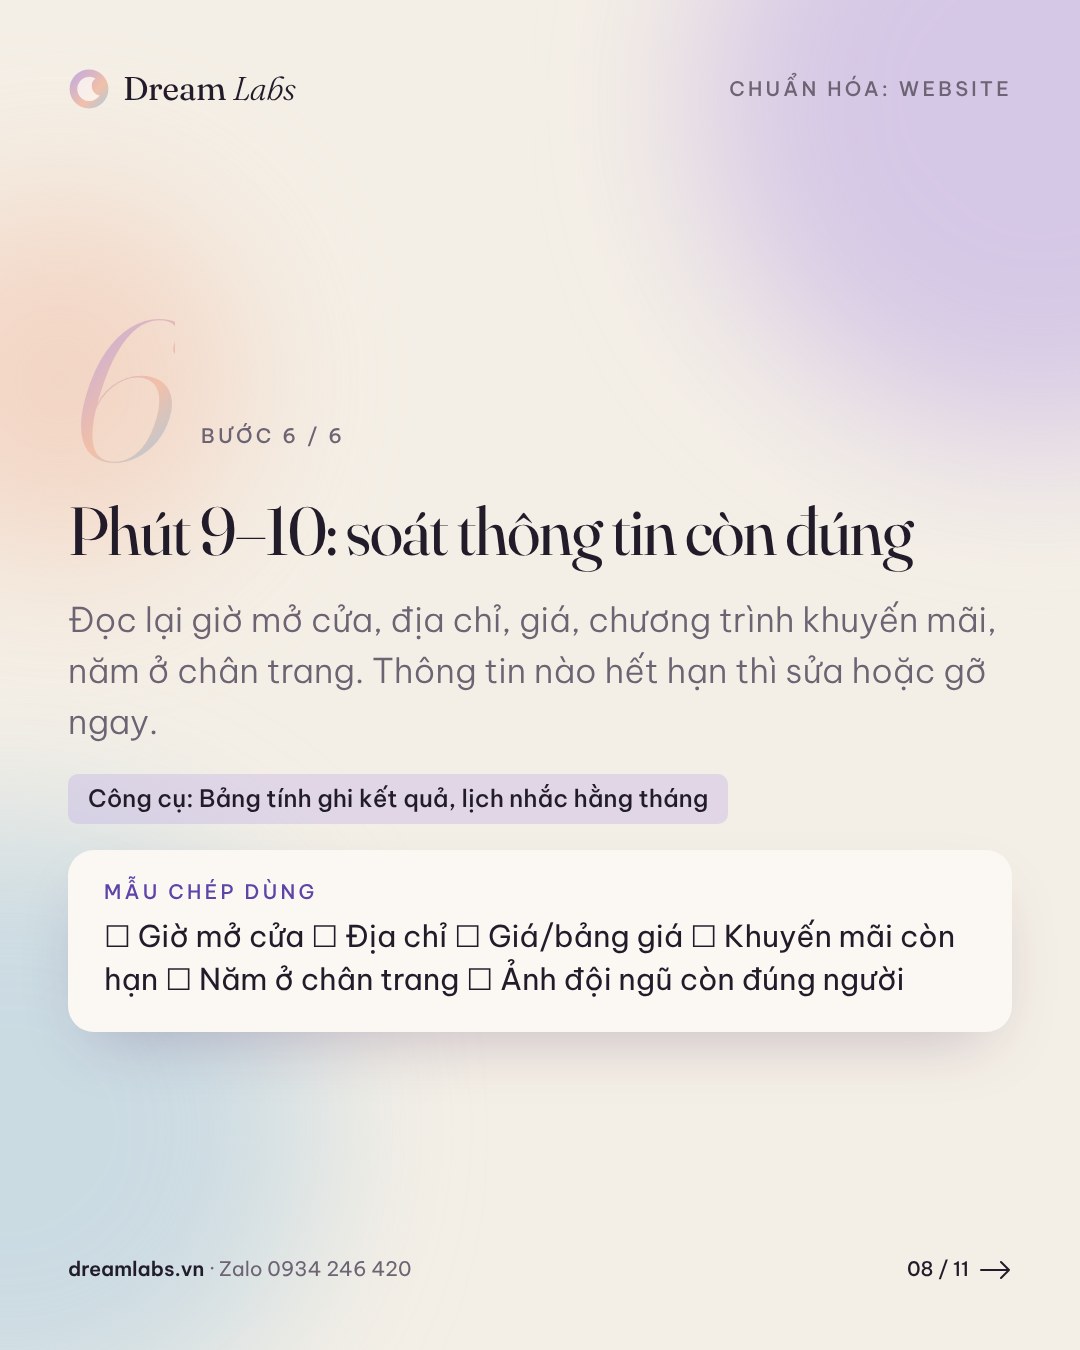 Dream Labs
CHUẨN HÓA: WEBSITE
6
BƯỚC 6 / 6
Phút 9–10: soát thông tin còn đúng
Đọc lại giờ mở cửa, địa chỉ, giá, chương trình khuyến mãi,
năm ở chân trang. Thông tin nào hết hạn thì sửa hoặc gỡ
ngay.
Công cụ: Bảng tính ghi kết quả, lịch nhắc hằng tháng
MẪU CHÉP DÙNG
☐ Giờ mở cửa ☐ Địa chỉ ☐ Giá/bảng giá ☐ Khuyến mãi còn
hạn ☐ Năm ở chân trang ☐ Ảnh đội ngũ còn đúng người
dreamlabs.vn · Zalo 0934 246 420
08 / 11 →